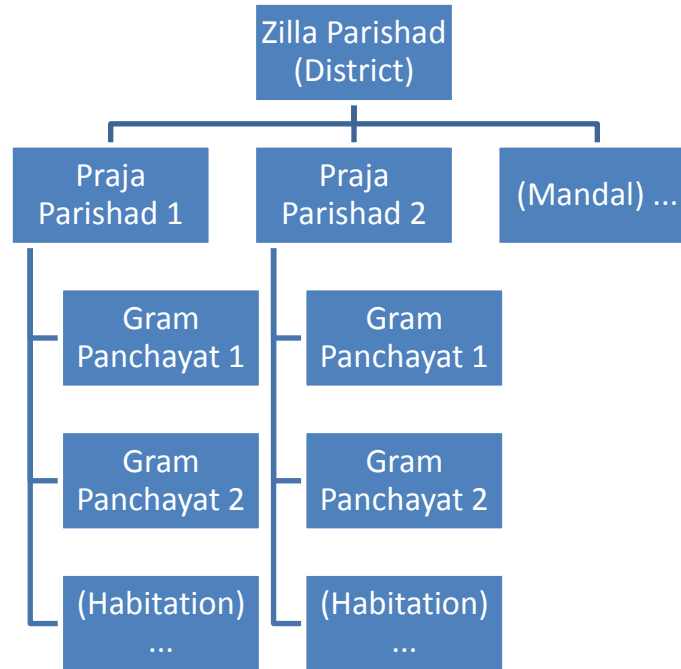 Zilla Parishad
(District)
Praja
Parishad 1
Praja
Parishad 2
(Mandal) ...
Gram
Panchayat 1
Gram
Panchayat 1
Gram
Panchayat 2
Gram
Panchayat 2
(Habitation)
...
(Habitation)
...